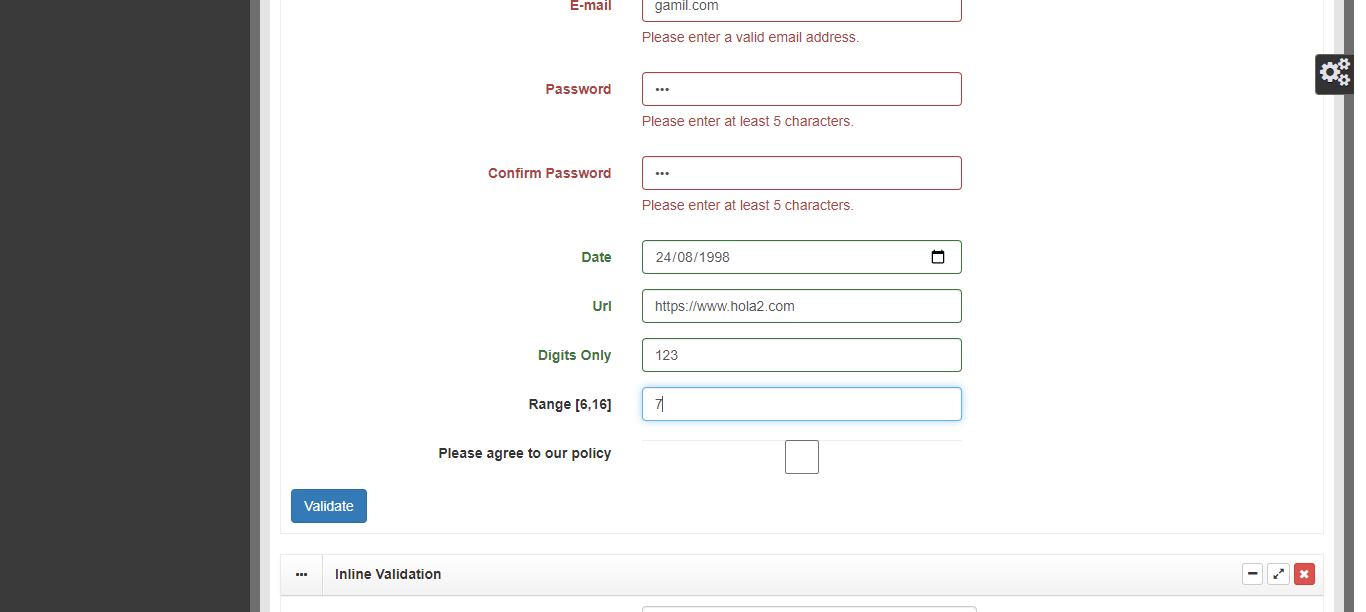 E-mail gamil.com
Please enter a valid email address.
Password •••
Please enter at least 5 characters.
Confirm Password •••
Please enter at least 5 characters.
Date 24/08/1998
Url https://www.hola2.com
Digits Only 123
Range [6,16] 7
Please agree to our policy
Validate
Inline Validation